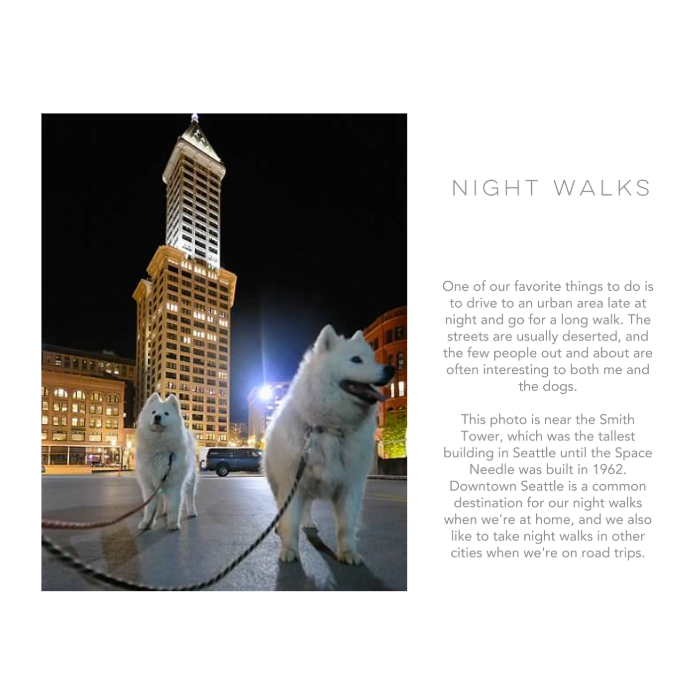 NIGHT WALKS
One of our favorite things to do is
to drive to an urban area late at
night and go for a long walk. The
streets are usually deserted, and
the few people out and about are
often interesting to both me and
the dogs.
This photo is near the Smith
Tower, which was the tallest
building in Seattle until the Space
Needle was built in 1962.
Downtown Seattle is a common
destination for our night walks
when we're at home, and we also
like to take night walks in other
cities when we're on road trips.